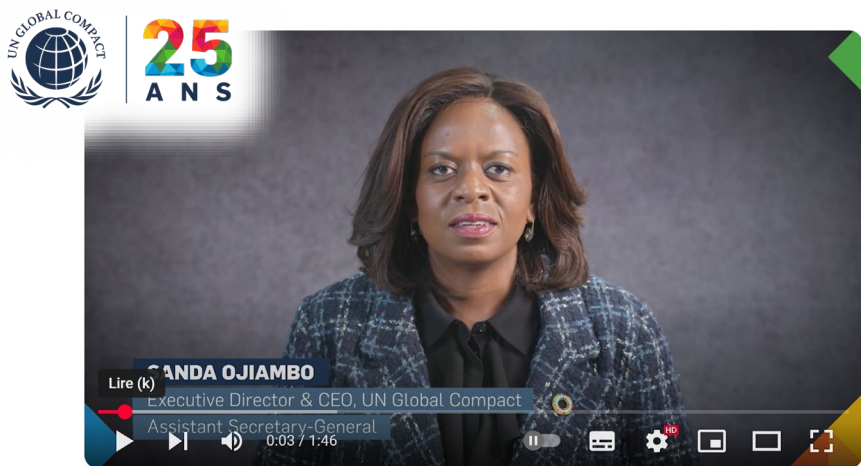 UN GLOBAL COMPACT
25
ANS
SANDA OJIAMBO
Lire (k)
Executive Director & CEO, UN Global Compact
Assistant Secretary-General
0:03 / 1:46
HD